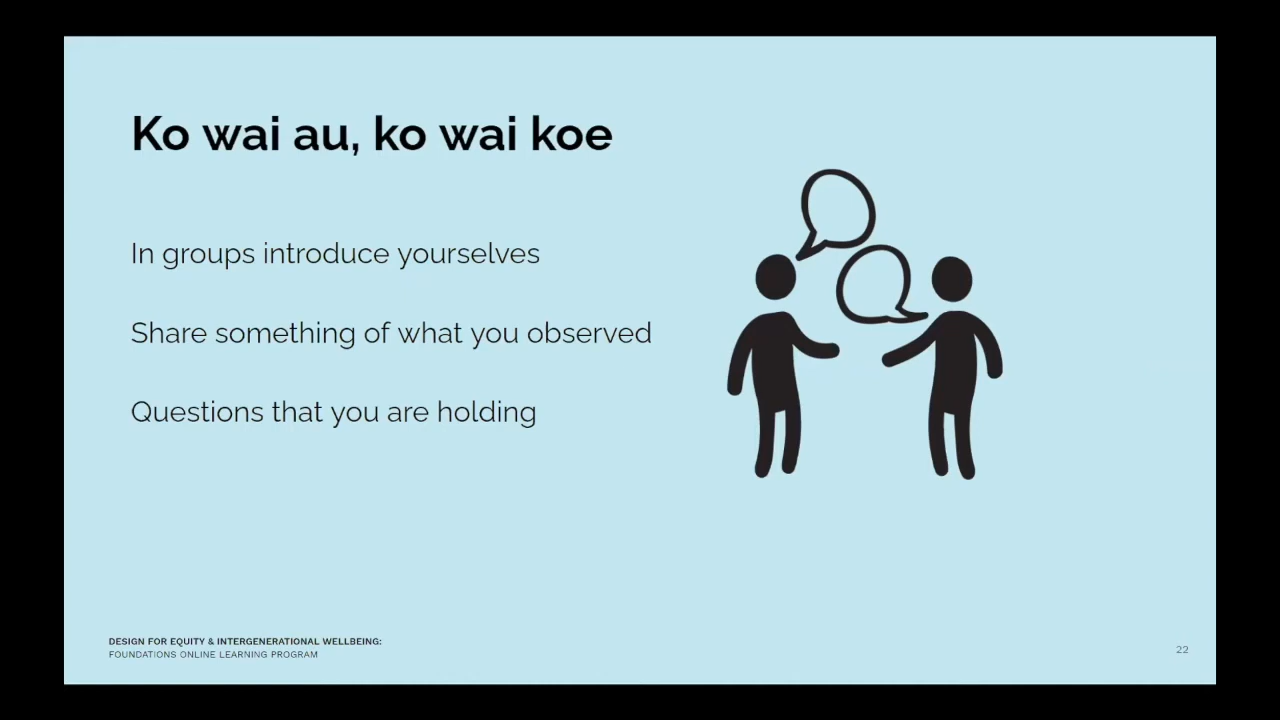 Ko wai au, ko wai koe
In groups introduce yourselves
Share something of what you observed
Questions that you are holding
DESIGN FOR EQUITY & INTERGENERATIONAL WELLBEING:
FOUNDATIONS ONLINE LEARNING PROGRAM
22